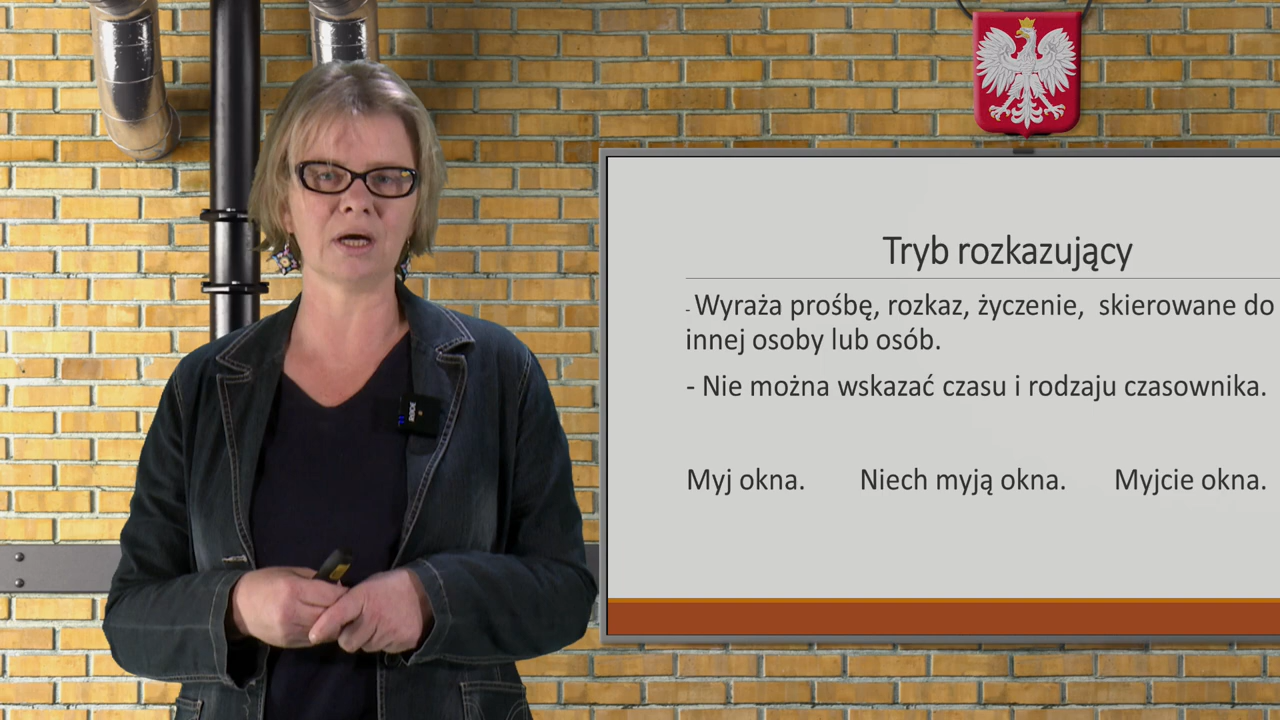 Tryb rozkazujący
- Wyraża prośbę, rozkaz, życzenie, skierowane do
innej osoby lub osób.
- Nie można wskazać czasu i rodzaju czasownika.
Myj okna. Niech myją okna. Myjcie okna.
RØDE